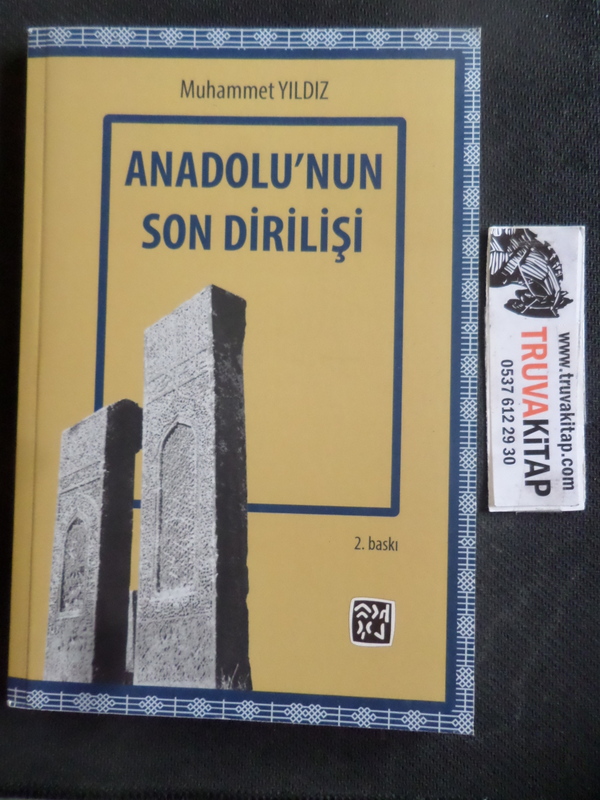 Muhammet YILDIZ
ANADOLU'NUN
SON DİRİLİŞİ
2. baskı
www.truvakitap.com
TRUVAKİTAP
0537 612 29 30